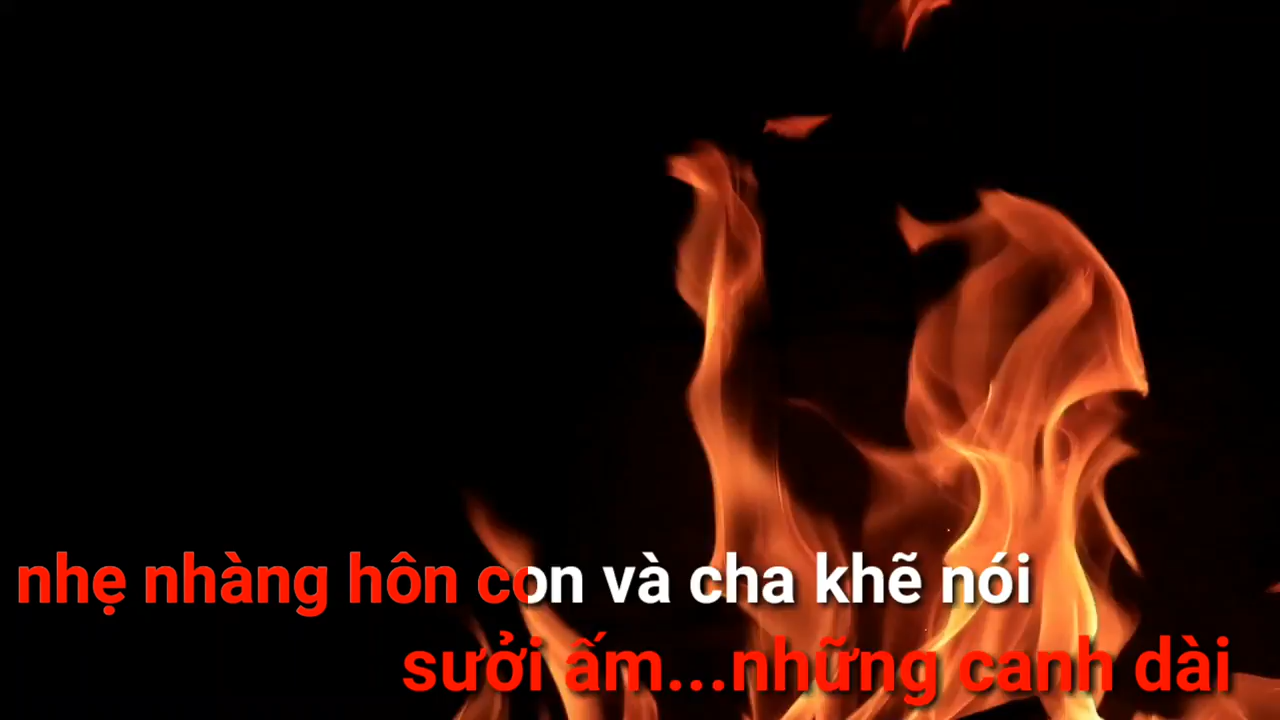 nhẹ nhàng hôn con và cha khẽ nói
sưởi ấm...những canh dài